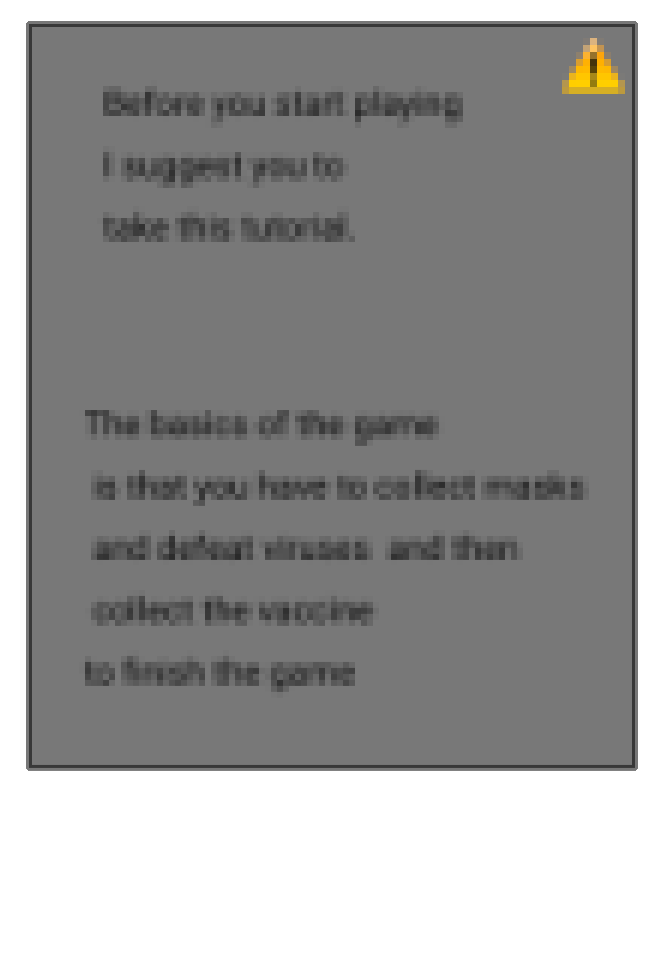 Before you start playing
I suggest you to
take this tutorial.
The basics of the game
is that you have to collect masks
and defeat viruses and then
collect the vaccine
to finish the game